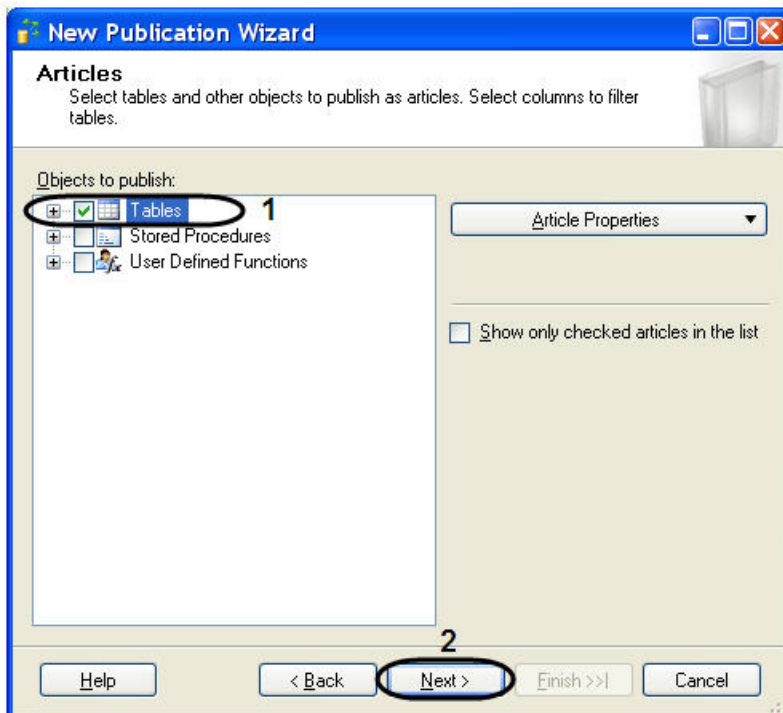 New Publication Wizard
Articles
Select tables and other objects to publish as articles. Select columns to filter
tables.
Objects to publish:
Tables 1
Stored Procedures
User Defined Functions
Article Properties
Show only checked articles in the list
2
Help
< Back
Next >
Finish >>|
Cancel